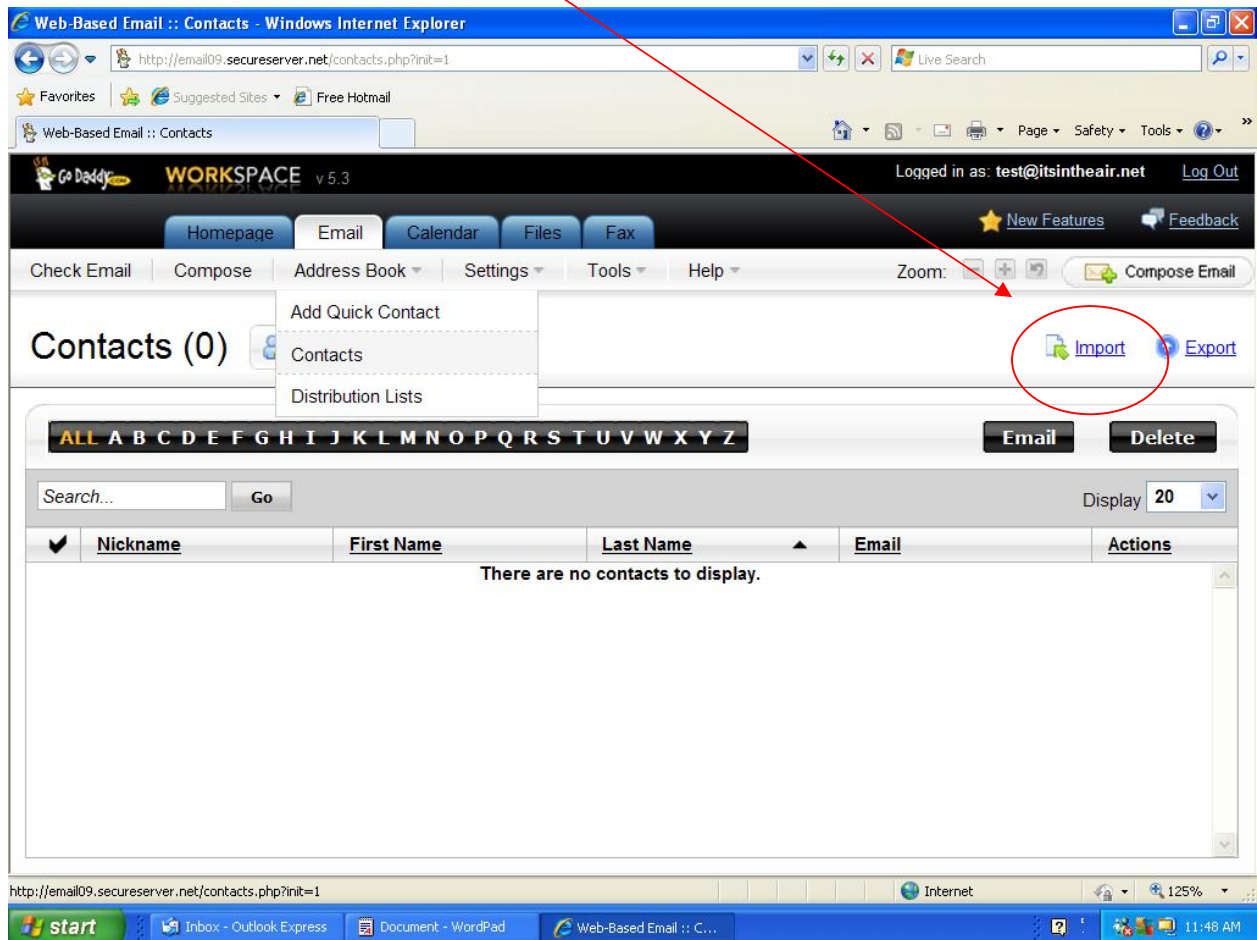 Web-Based Email :: Contacts - Windows Internet Explorer
http://email09.secureserver.net/contacts.php?init=1
Live Search
Favorites Suggested Sites Free Hotmail
Web-Based Email :: Contacts
Page Safety Tools »
Go Daddy.com WORKSPACE v 5.3 Logged in as: test@itsintheair.net Log Out
New Features Feedback
Homepage Email Calendar Files Fax
Check Email Compose Address Book Settings Tools Help Zoom: Compose Email
Add Quick Contact
Contacts
Distribution Lists
Contacts (0)
Import Export
ALL A B C D E F G H I J K L M N O P Q R S T U V W X Y Z Email Delete
Search... Go Display 20
Nickname First Name Last Name Email Actions
There are no contacts to display.
http://email09.secureserver.net/contacts.php?init=1 Internet 125%
start Inbox - Outlook Express Document - WordPad Web-Based Email :: C... 11:48 AM